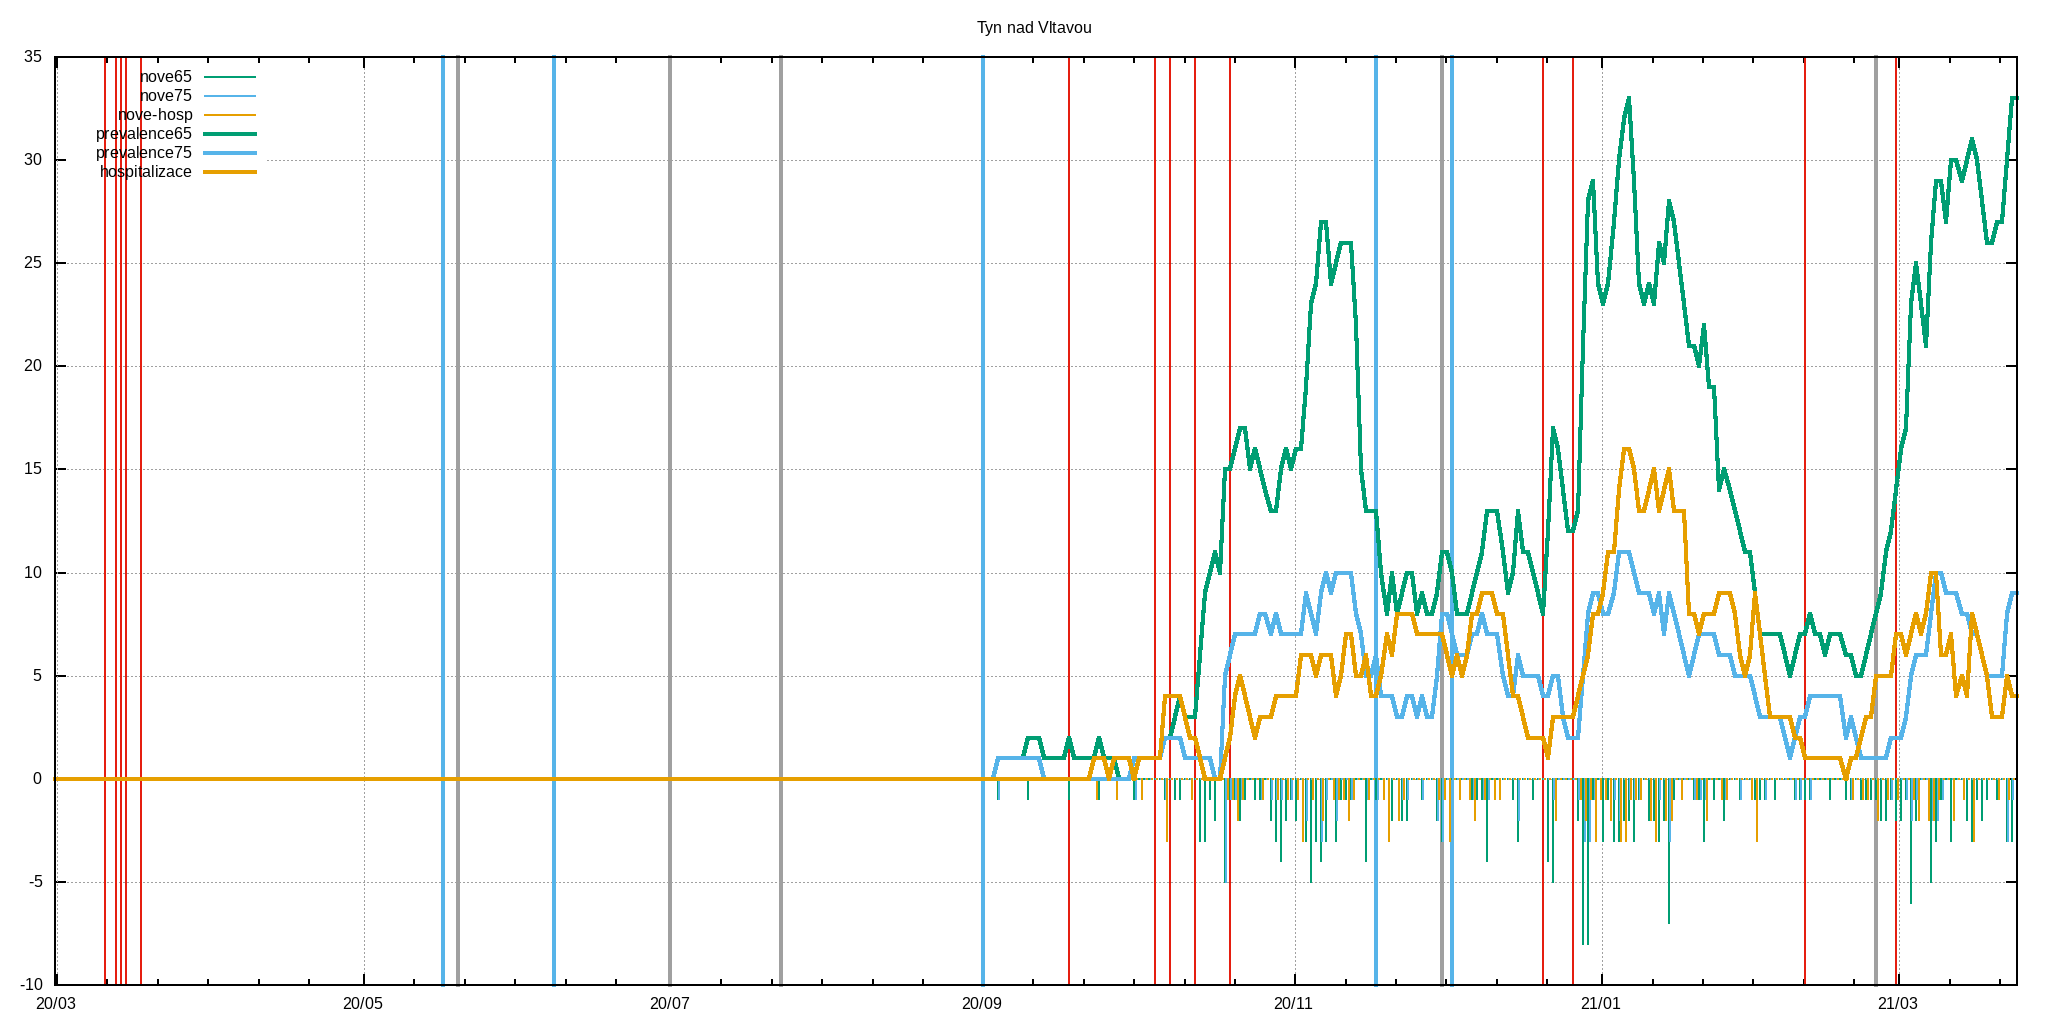 Tyn nad Vltavou
35
30
25
20
15
10
5
0
-5
-10
nove65
nove75
nove-hosp
prevalence65
prevalence75
hospitalizace
20/03 20/05 20/07 20/09 20/11 21/01 21/03